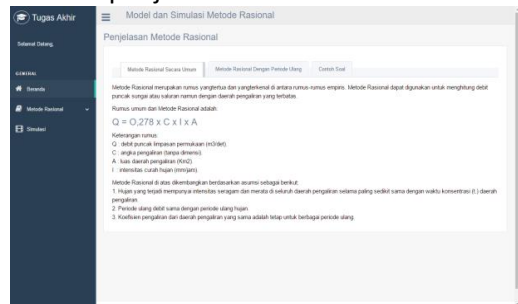 Tugas Akhir
Model dan Simulasi Metode Rasional
Selamat Datang,
GENERAL
Beranda
Metode Rasional
Simulasi
Penjelasan Metode Rasional
Metode Rasional Secara Umum
Metode Rasional Dengan Periode Ulang
Contoh Soal
Metode Rasional merupakan rumus yangtertua dan yangterkenal di antara rumus-rumus empiris. Metode Rasional dapat digunakan untuk menghitung debit
puncak sungai atau saluran namun dengan daerah pengaliran yang terbatas.
Rumus umum dari Metode Rasional adalah:
Q = 0,278 x C x I x A
Keterangan rumus:
Q : debit puncak limpasan permukaan (m3/det).
C : angka pengaliran (tanpa dimensi).
A : luas daerah pengaliran (Km2).
I : intensitas curah hujan (mm/jam).
Metode Rasional di atas dikembangkan berdasarkan asumsi sebagai berikut:
1. Hujan yang terjadi mempunyai intensitas seragam dan merata di seluruh daerah pengaliran selama paling sedikit sama dengan waktu konsentrasi (t ) daerah
pengaliran
2. Periode ulang debit sama dengan periode ulang hujan.
3. Koefisien pengaliran dari daerah pengaliran yang sama adalah tetap untuk berbagai periode ulang.